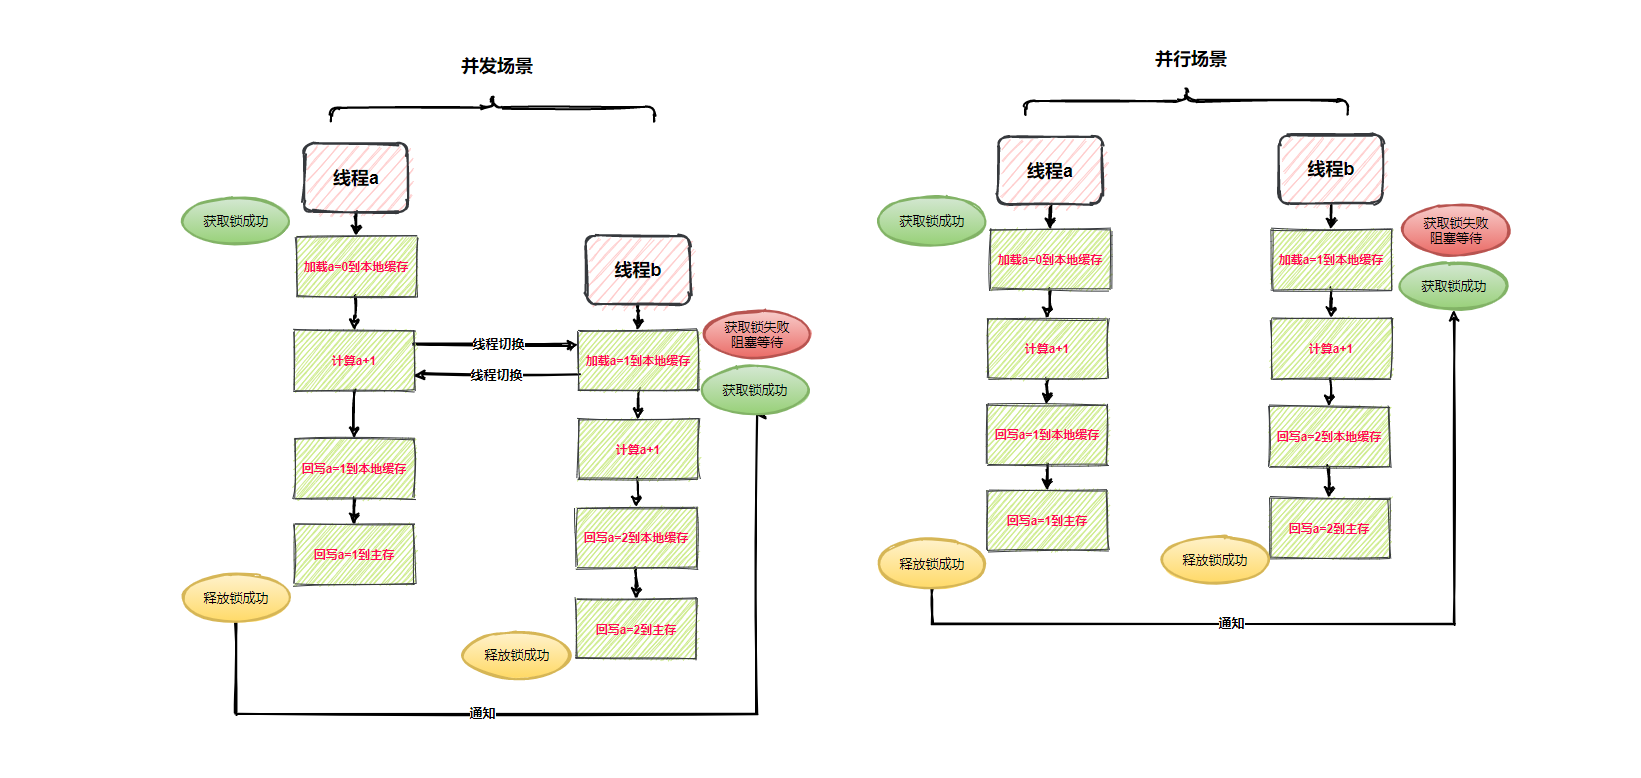 并发场景
线程a
获取锁成功
加载a=0到本地缓存
线程b
计算a+1
线程切换
线程切换
获取锁失败
阻塞等待
加载a=1到本地缓存
获取锁成功
计算a+1
回写a=1到本地缓存
回写a=2到本地缓存
回写a=1到主存
释放锁成功
回写a=2到主存
释放锁成功
通知
并行场景
线程a
线程b
获取锁成功
获取锁失败
阻塞等待
加载a=0到本地缓存
加载a=1到本地缓存
获取锁成功
计算a+1
计算a+1
回写a=1到本地缓存
回写a=2到本地缓存
回写a=1到主存
回写a=2到主存
释放锁成功
释放锁成功
通知